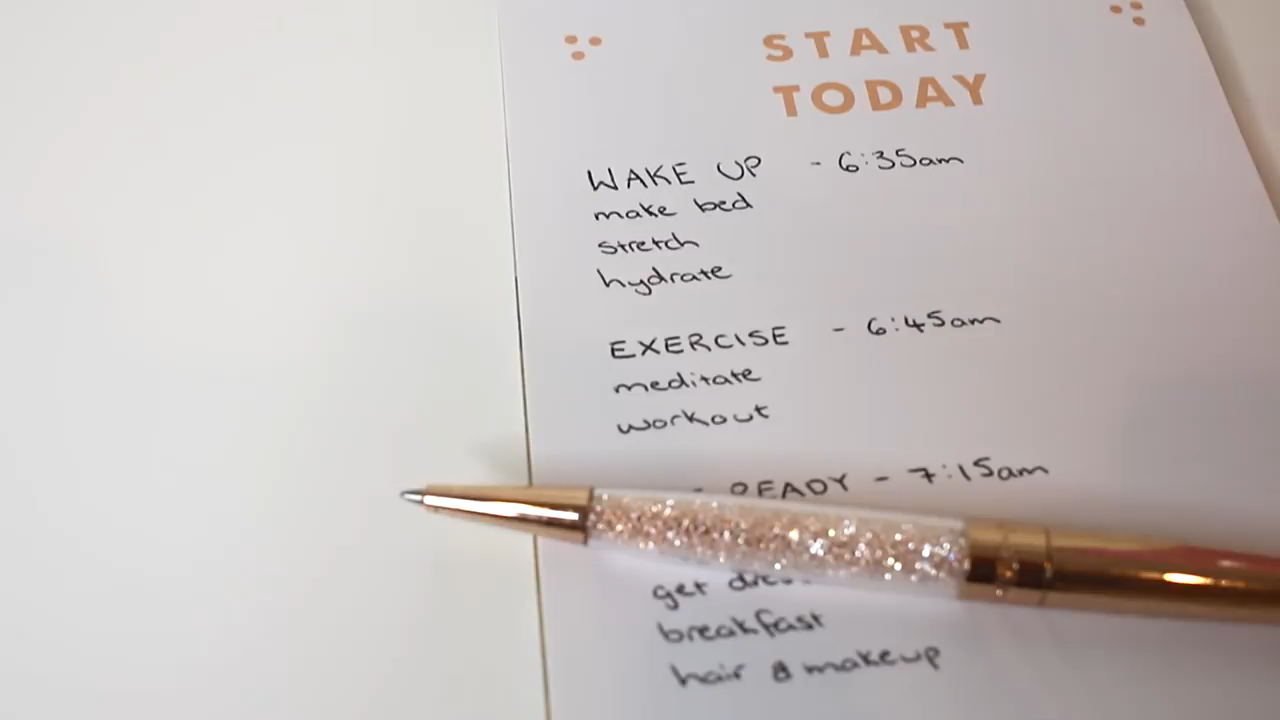 START
TODAY
WAKE UP - 6:35am
make bed
stretch
hydrate
EXERCISE - 6:45am
meditate
workout
READY - 7:15am
get
breakfast
hair & makeup